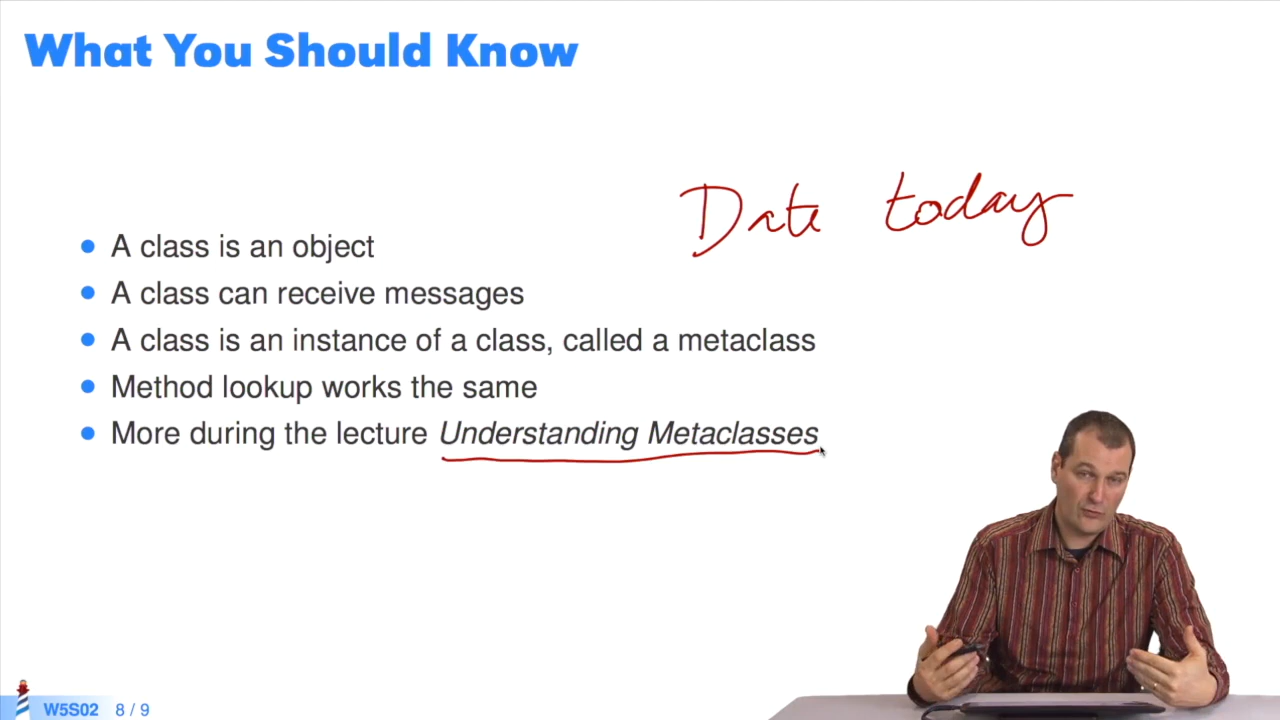 What You Should Know
Date today
A class is an object
A class can receive messages
A class is an instance of a class, called a metaclass
Method lookup works the same
More during the lecture Understanding Metaclasses
W5S02 8 / 9